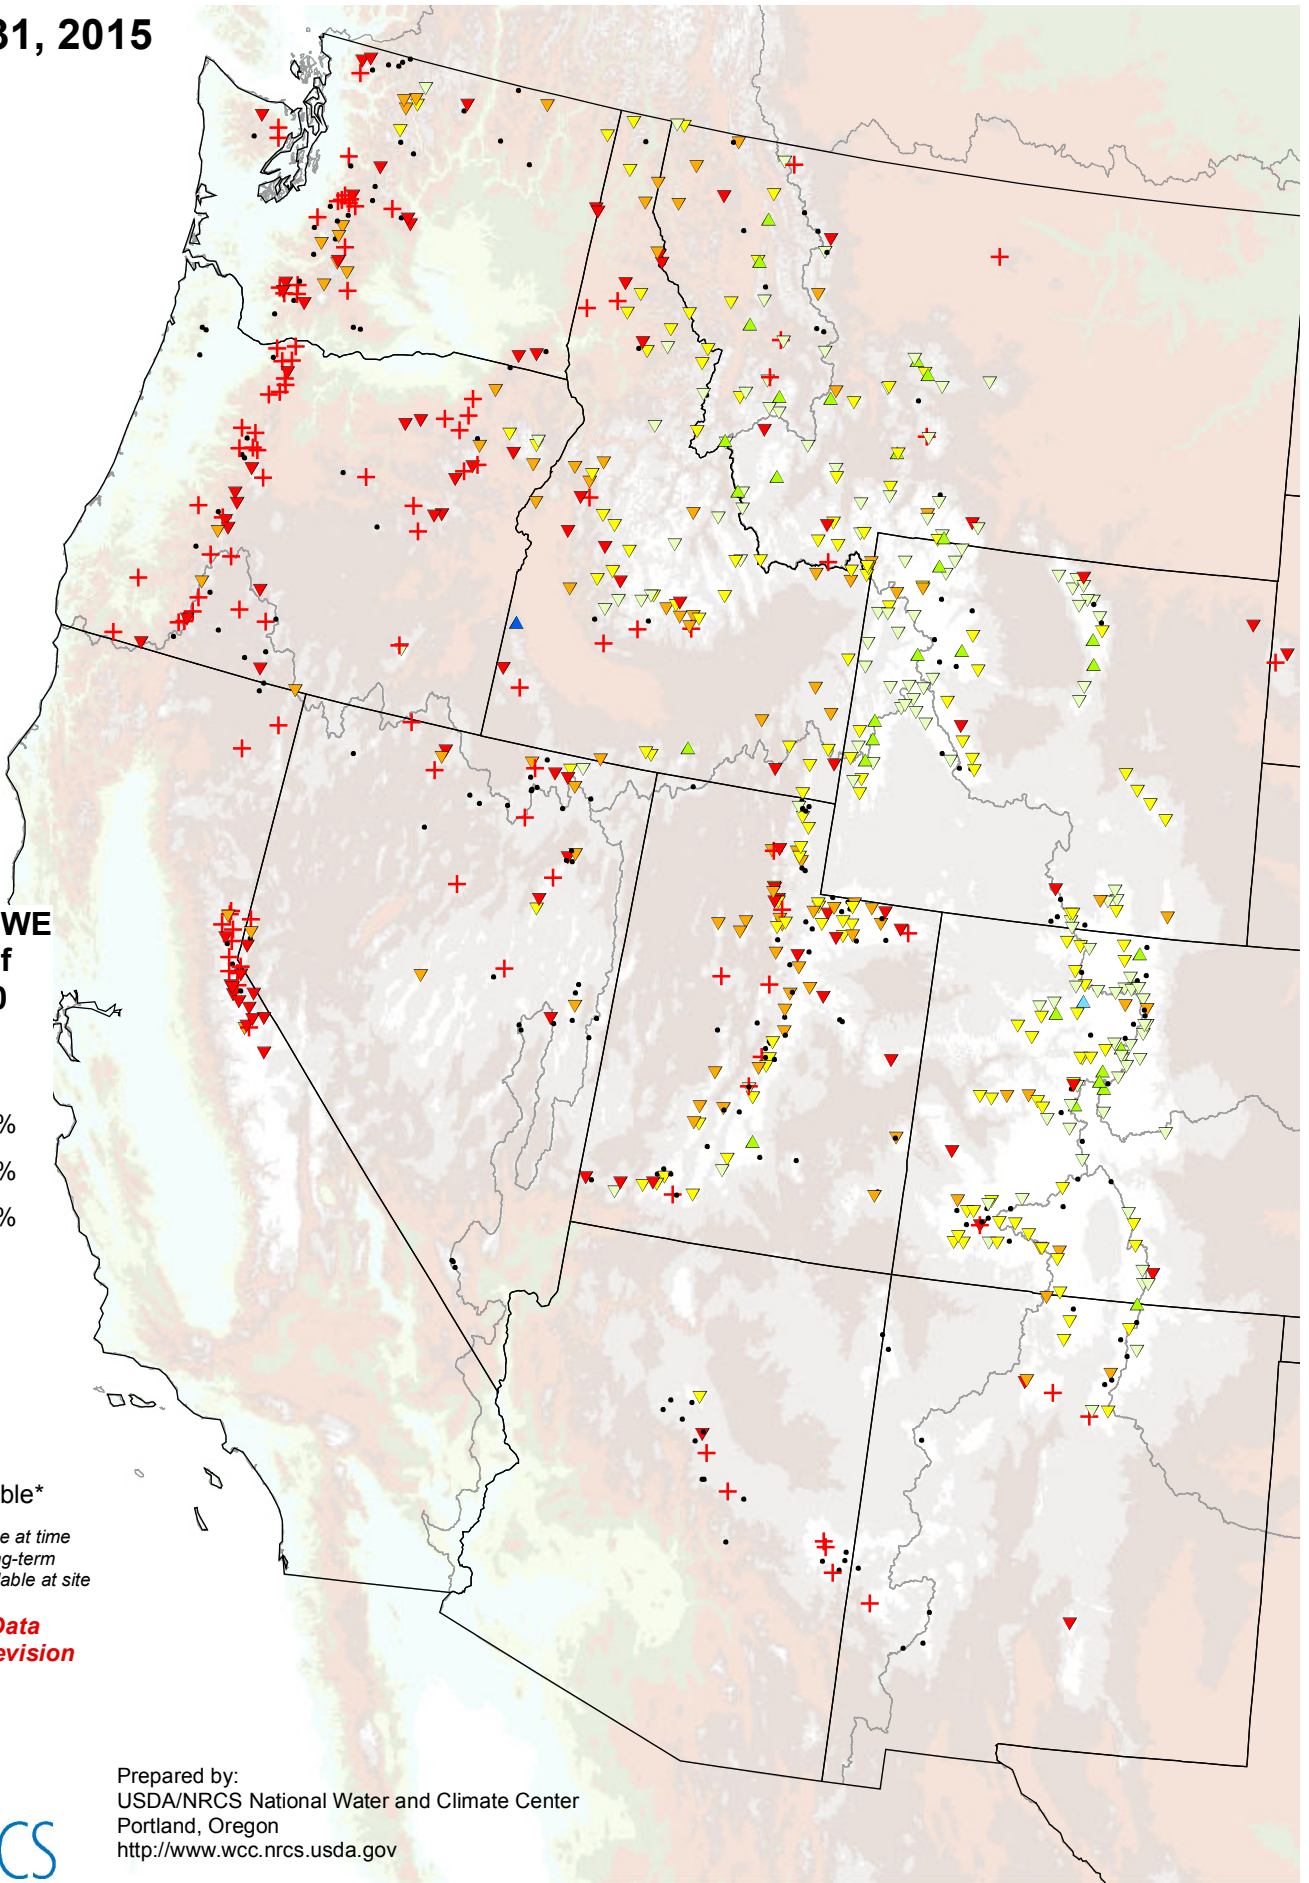 31, 2015
WE
f
0
%
%
%
ble*
e at time
g-term
lable at site
Data
evision
CS
Prepared by:
USDA/NRCS National Water and Climate Center
Portland, Oregon
http://www.wcc.nrcs.usda.gov